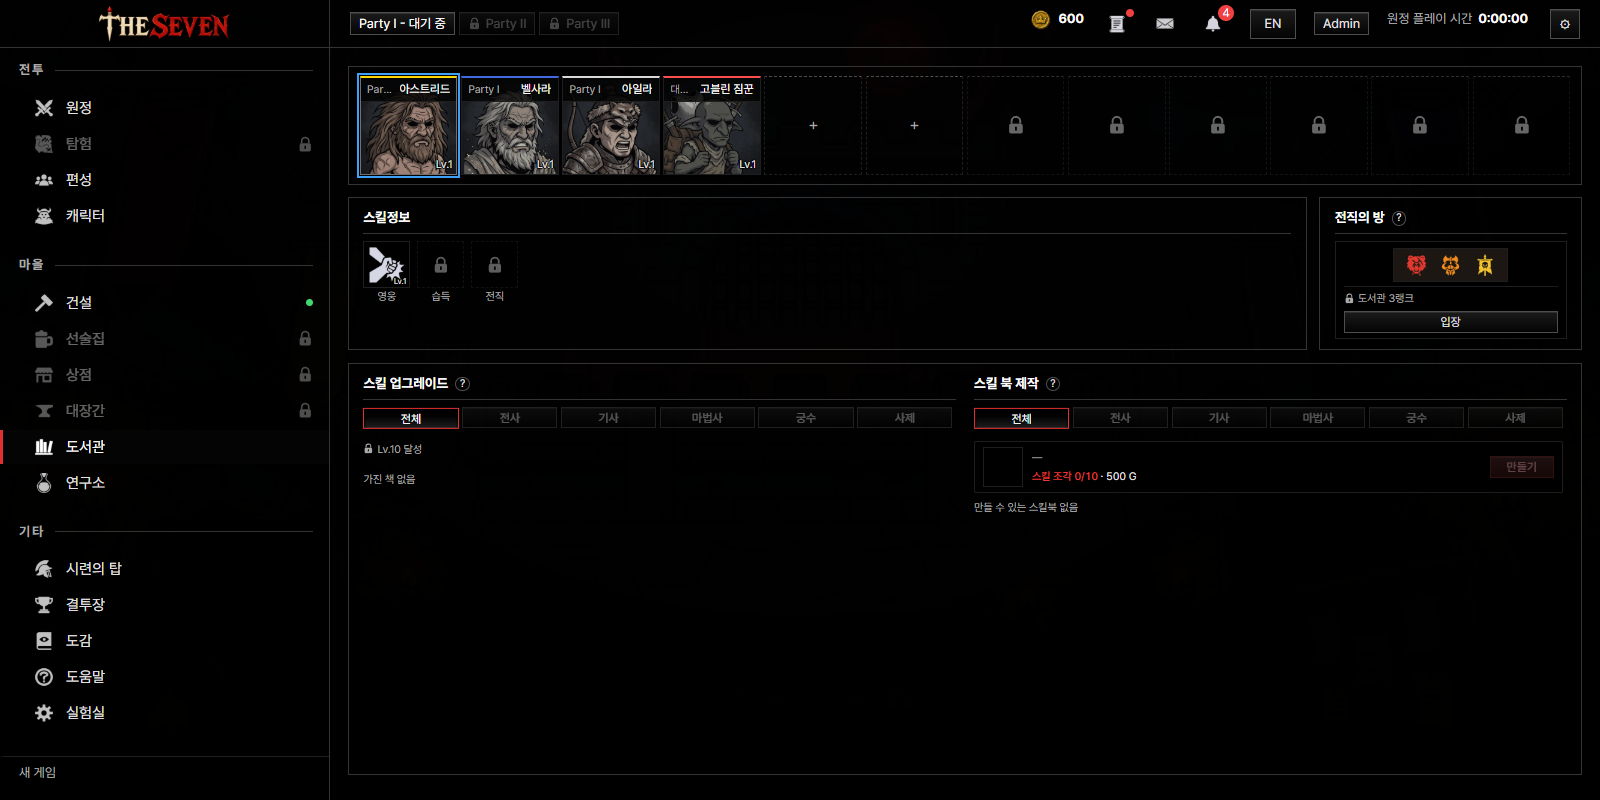 THE SEVEN
Party I - 대기 중
Party II
Party III
600
4
EN
Admin
원정 플레이 시간 0:00:00
전투
원정
탐험
편성
캐릭터
마을
건설
선술집
상점
대장간
도서관
연구소
기타
시련의 탑
결투장
도감
도움말
실험실
새 게임
Par... 아스트리드
Lv.1
Party I 벨사라
Lv.1
Party I 아일라
Lv.1
대... 고블린 짐꾼
Lv.1
+
+
스킬정보
Lv.1
영웅
습득
전직
전직의 방 ?
도서관 3랭크
입장
스킬 업그레이드 ?
전체
전사
기사
마법사
궁수
사제
Lv.10 달성
가진 책 없음
스킬 북 제작 ?
전체
전사
기사
마법사
궁수
사제
—
스킬 조각 0/10 · 500 G
만들기
만들 수 있는 스킬북 없음